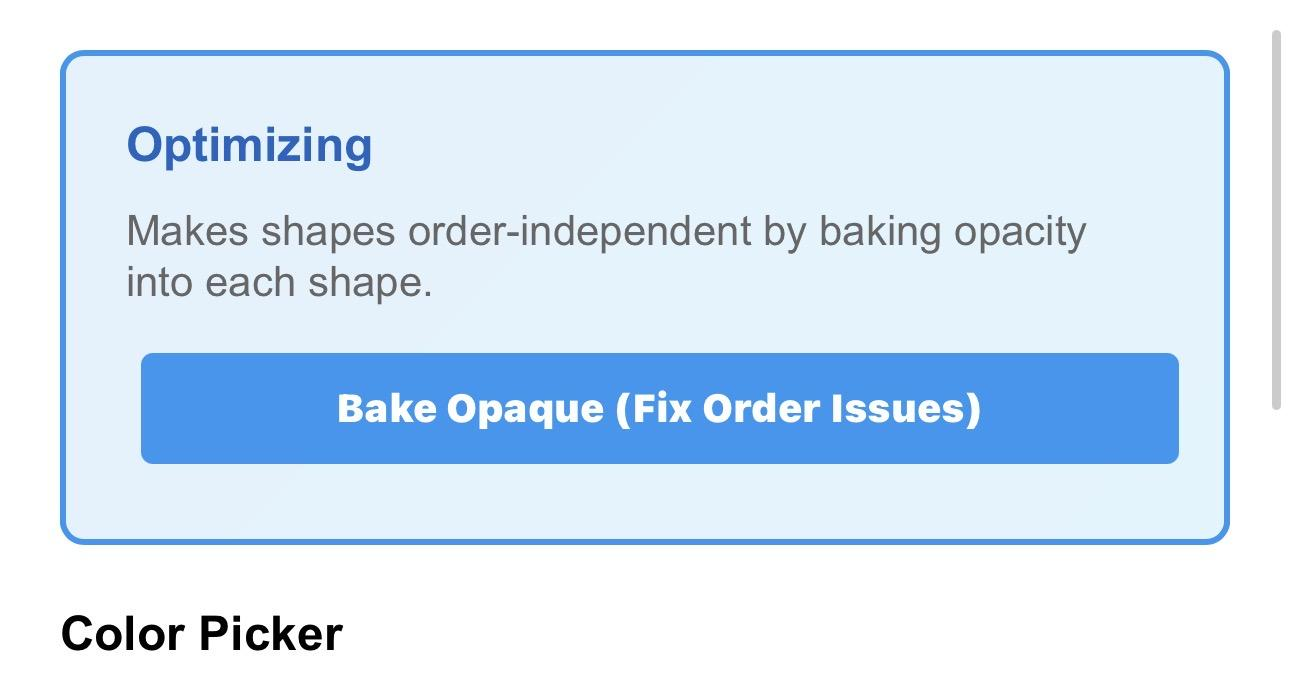 Optimizing
Makes shapes order-independent by baking opacity
into each shape.
Bake Opaque (Fix Order Issues)
Color Picker